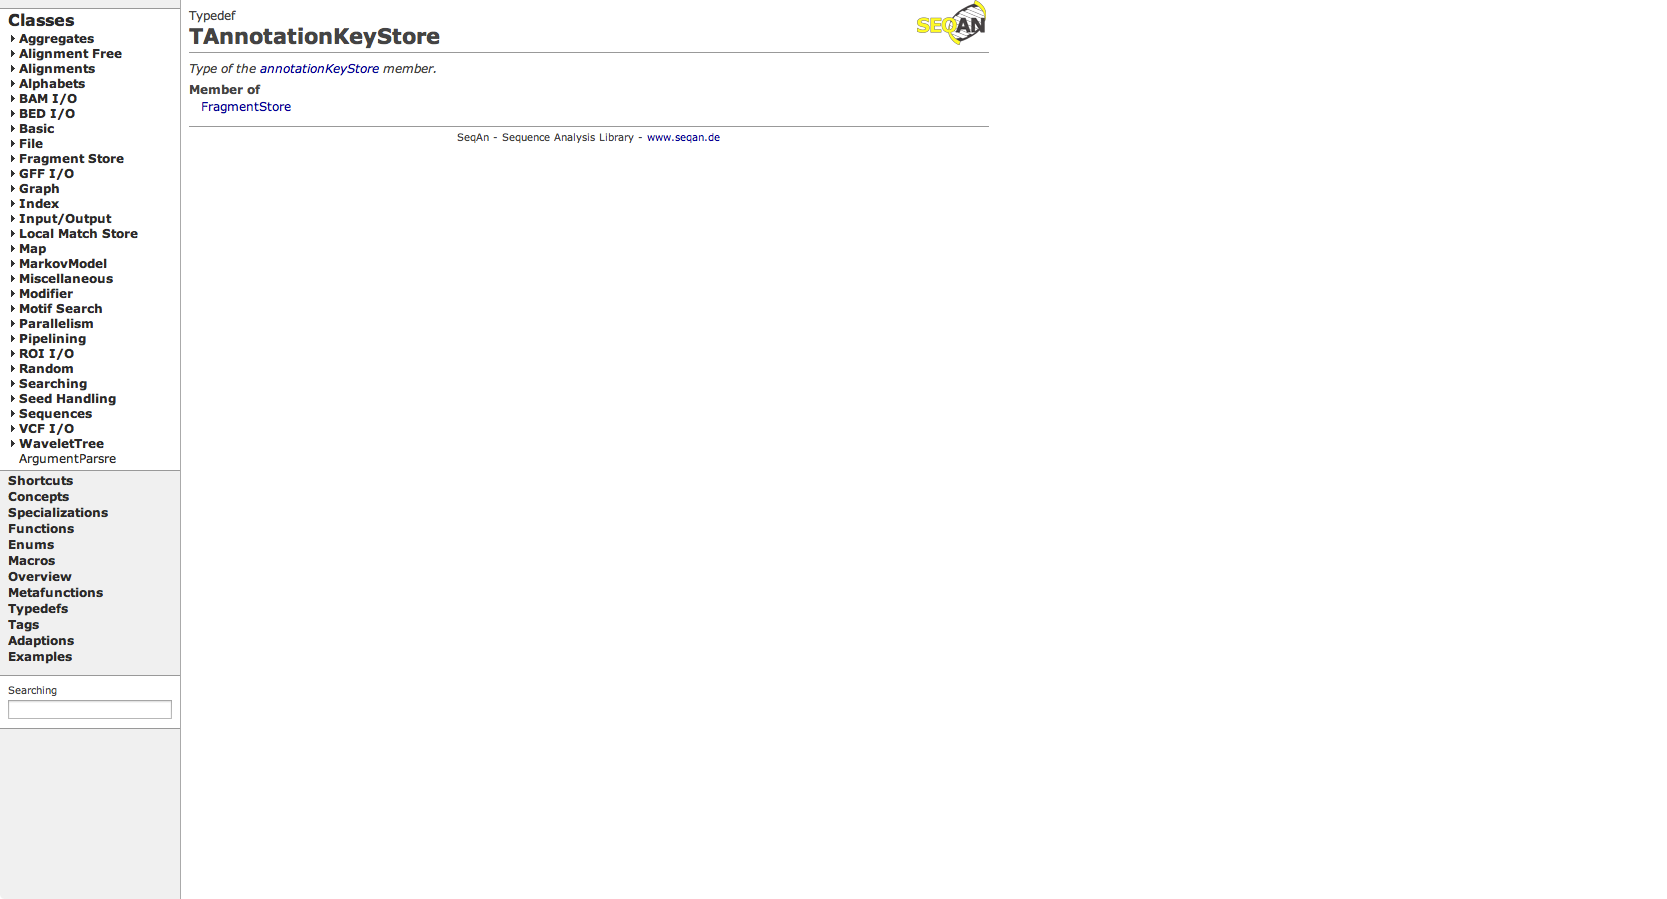 Classes
Aggregates
Alignment Free
Alignments
Alphabets
BAM I/O
BED I/O
Basic
File
Fragment Store
GFF I/O
Graph
Index
Input/Output
Local Match Store
Map
MarkovModel
Miscellaneous
Modifier
Motif Search
Parallelism
Pipelining
ROI I/O
Random
Searching
Seed Handling
Sequences
VCF I/O
WaveletTree
ArgumentParsre
Shortcuts
Concepts
Specializations
Functions
Enums
Macros
Overview
Metafunctions
Typedefs
Tags
Adaptions
Examples
Searching
Typedef
TAnnotationKeyStore
SEQAN
Type of the annotationKeyStore member.
Member of
FragmentStore
SeqAn - Sequence Analysis Library - www.seqan.de